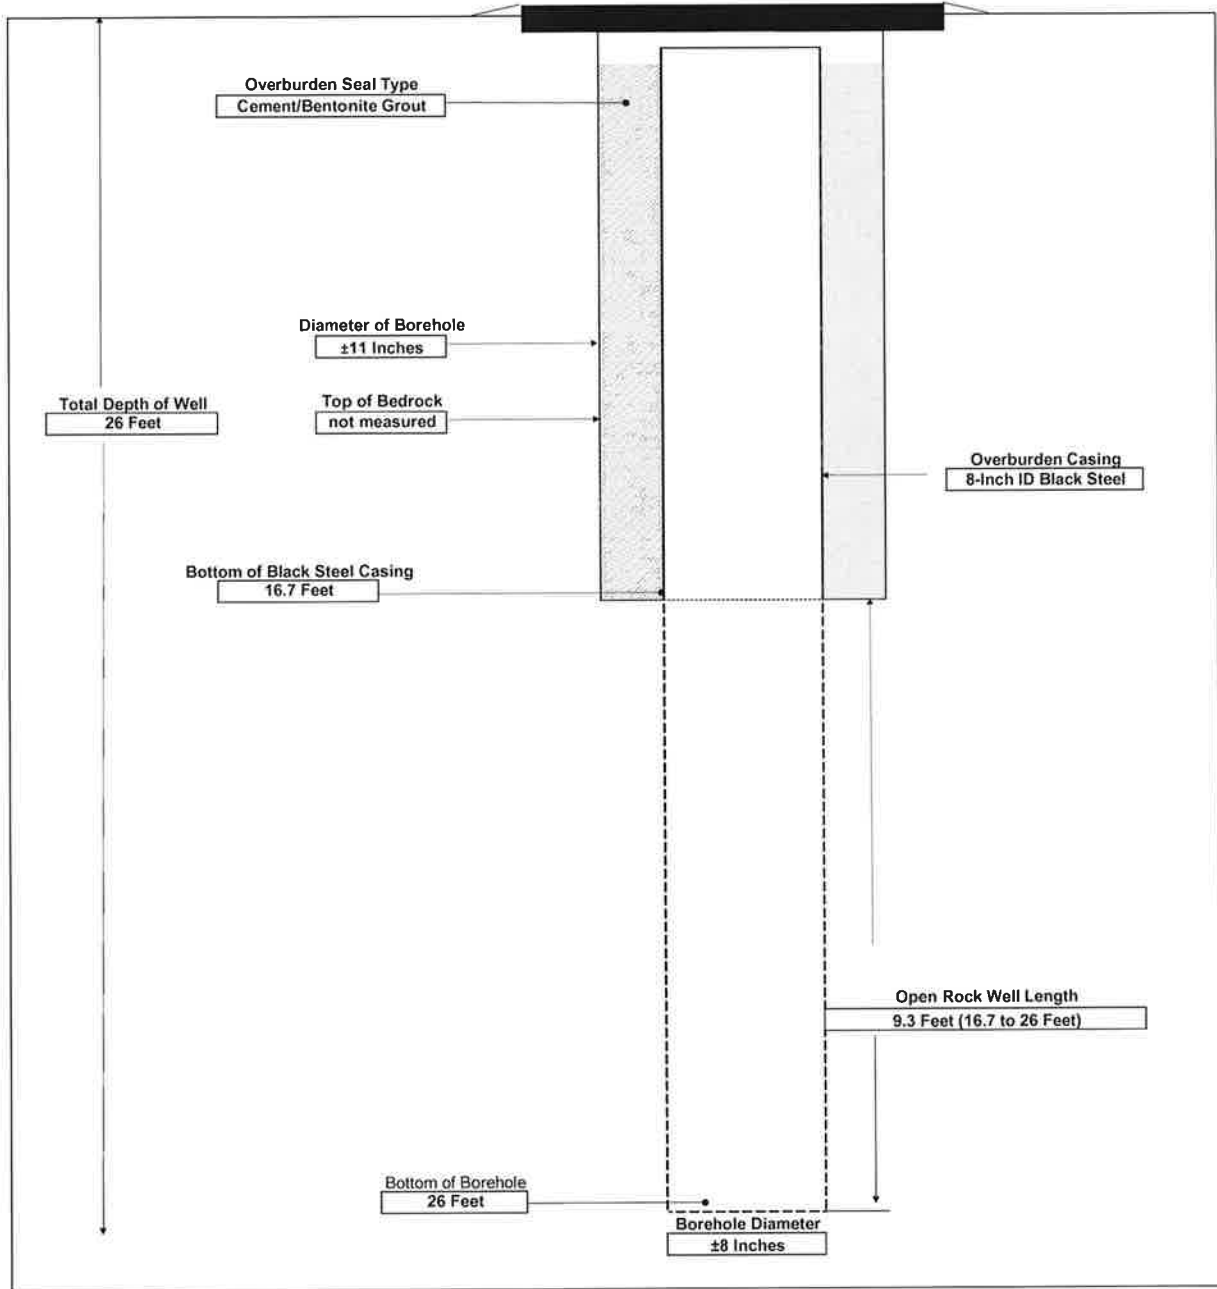 Overburden Seal Type
Cement/Bentonite Grout
Diameter of Borehole
±11 Inches
Total Depth of Well
26 Feet
Top of Bedrock
not measured
Overburden Casing
8-Inch ID Black Steel
Bottom of Black Steel Casing
16.7 Feet
Open Rock Well Length
9.3 Feet (16.7 to 26 Feet)
Bottom of Borehole
26 Feet
Borehole Diameter
±8 Inches